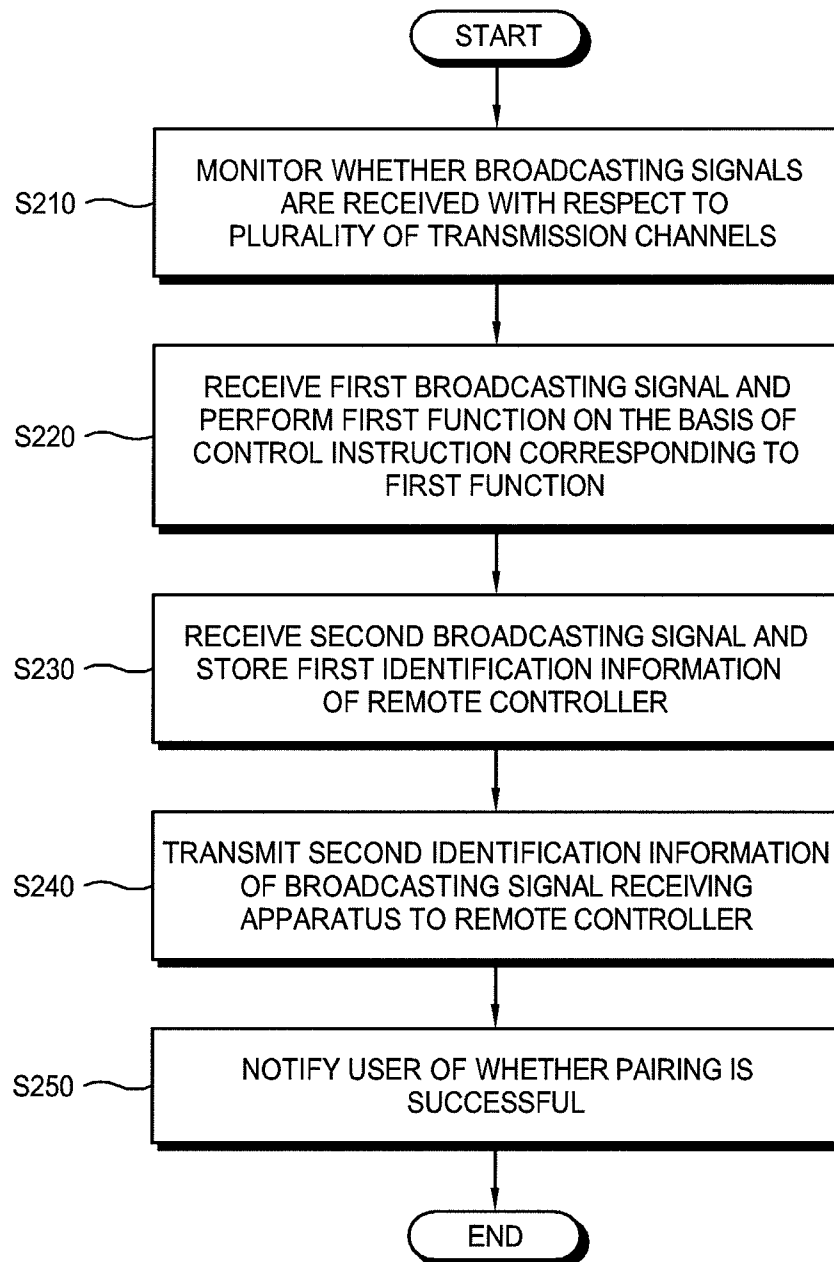 START
S210
MONITOR WHETHER BROADCASTING SIGNALS
ARE RECEIVED WITH RESPECT TO
PLURALITY OF TRANSMISSION CHANNELS
S220
RECEIVE FIRST BROADCASTING SIGNAL AND
PERFORM FIRST FUNCTION ON THE BASIS OF
CONTROL INSTRUCTION CORRESPONDING TO
FIRST FUNCTION
S230
RECEIVE SECOND BROADCASTING SIGNAL AND
STORE FIRST IDENTIFICATION INFORMATION
OF REMOTE CONTROLLER
S240
TRANSMIT SECOND IDENTIFICATION INFORMATION
OF BROADCASTING SIGNAL RECEIVING
APPARATUS TO REMOTE CONTROLLER
S250
NOTIFY USER OF WHETHER PAIRING IS
SUCCESSFUL
END